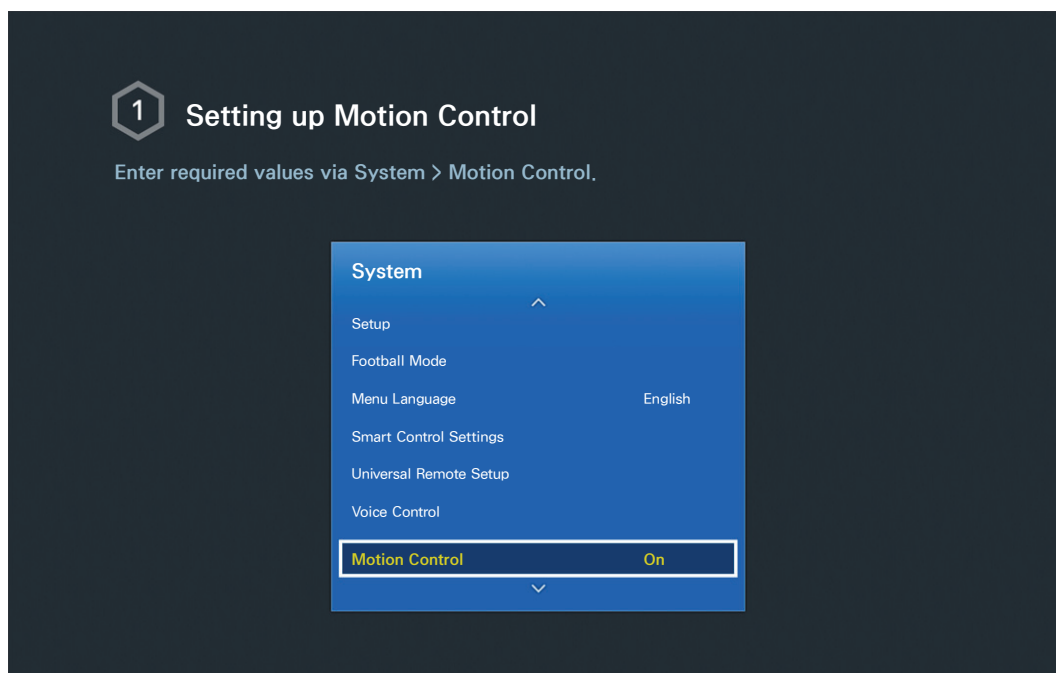 1 Setting up Motion Control
Enter required values via System > Motion Control.
System
Setup
Football Mode
Menu Language English
Smart Control Settings
Universal Remote Setup
Voice Control
Motion Control On